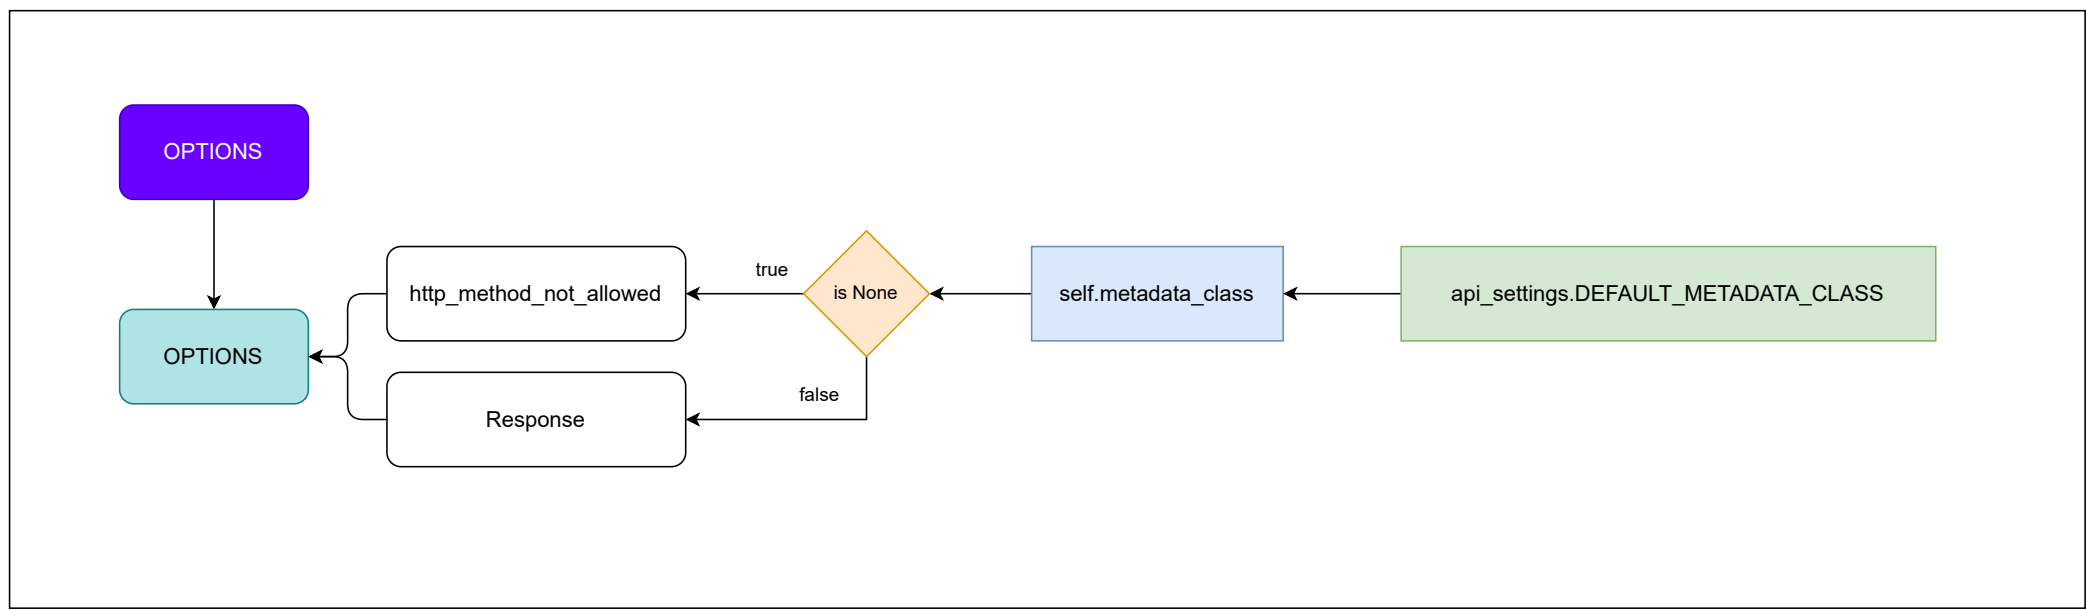 OPTIONS
OPTIONS
http_method_not_allowed
Response
true
false
is None
self.metadata_class
api_settings.DEFAULT_METADATA_CLASS